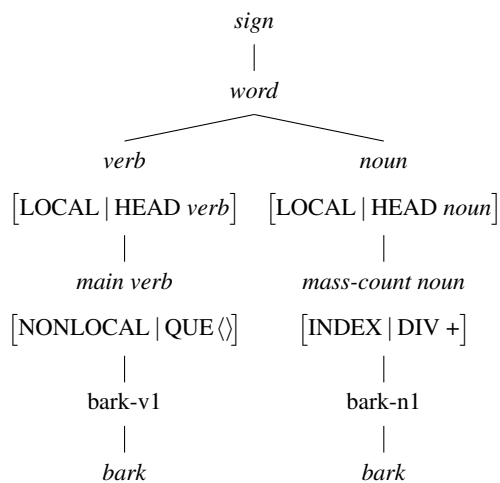 sign
word
verb noun
[LOCAL | HEAD verb] [LOCAL | HEAD noun]
main verb mass-count noun
[NONLOCAL | QUE ⟨⟩] [INDEX | DIV +]
bark-v1 bark-n1
bark bark